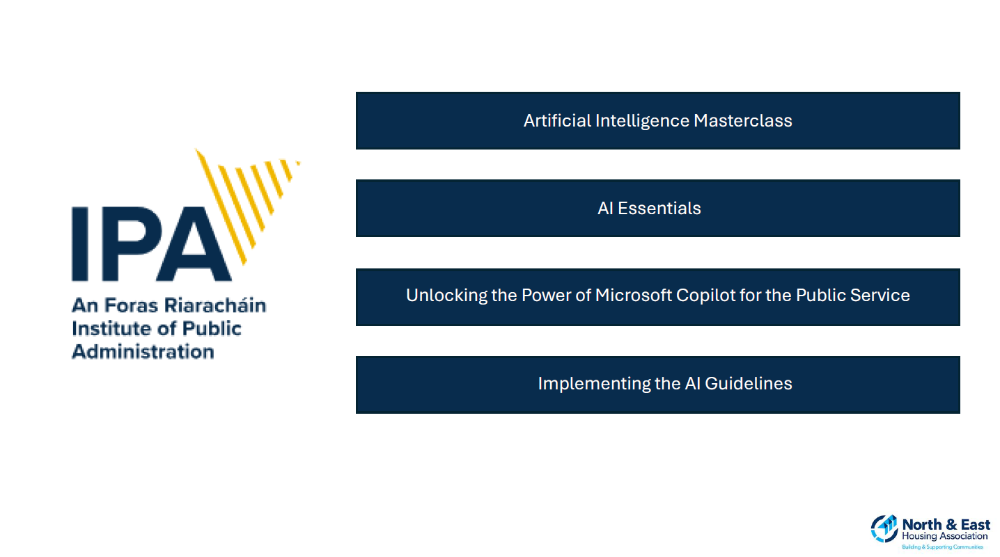 IPA
An Foras Riaracháin
Institute of Public
Administration
Artificial Intelligence Masterclass
AI Essentials
Unlocking the Power of Microsoft Copilot for the Public Service
Implementing the AI Guidelines
North & East
Housing Association
Building & Supporting Communities